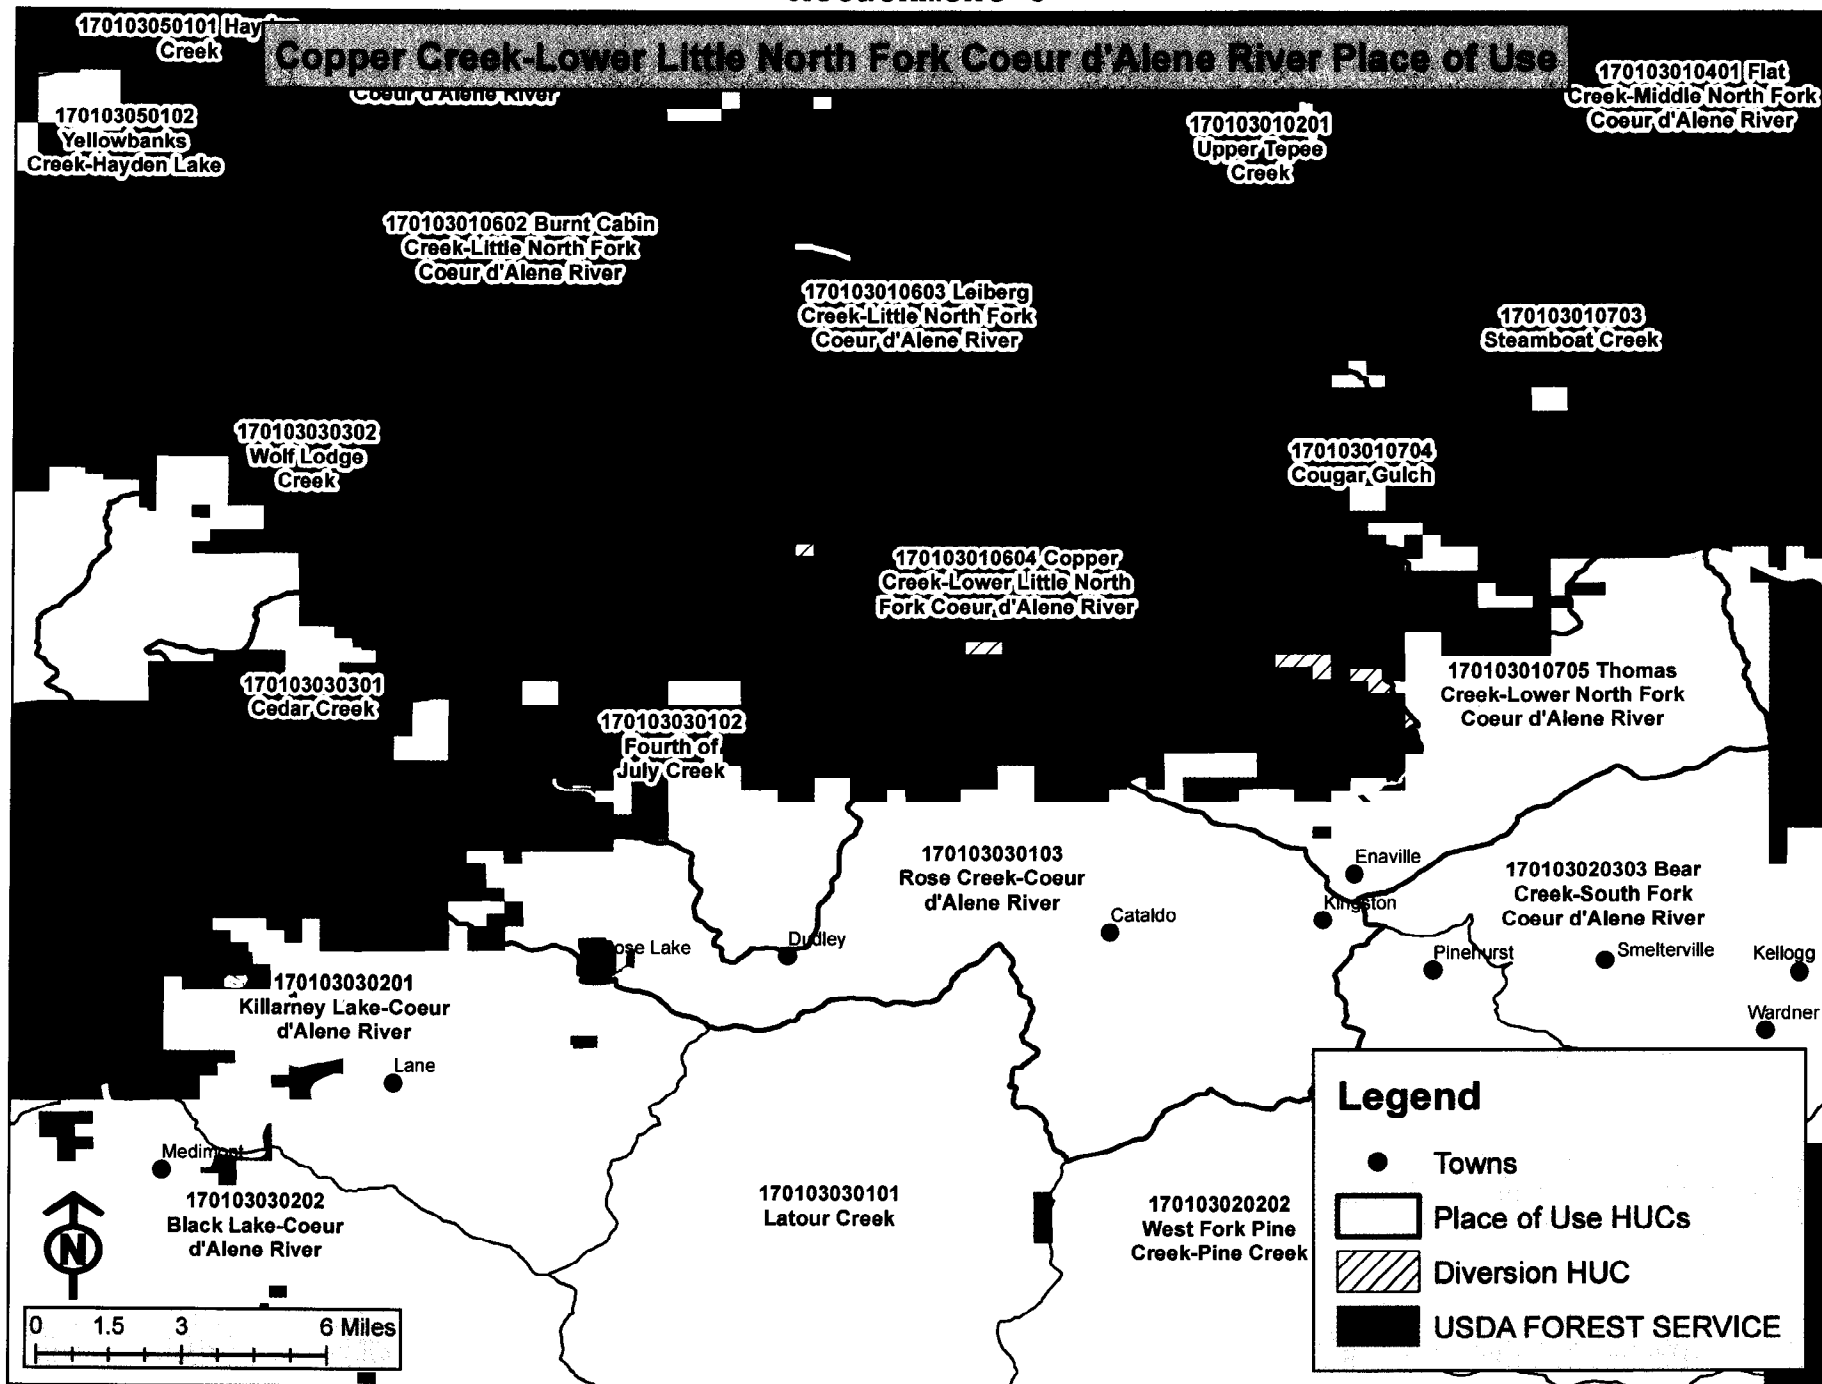 170103050101 Hay
Creek
Copper Creek-Lower Little North Fork Coeur d'Alene River Place of Use
Coeur d'Alene River
170103010401 Flat
Creek-Middle North Fork
Coeur d'Alene River
170103050102
Yellowbanks
Creek-Hayden Lake
170103010201
Upper Tepee
Creek
170103010602 Burnt Cabin
Creek-Little North Fork
Coeur d'Alene River
170103010603 Leiberg
Creek-Little North Fork
Coeur d'Alene River
170103010703
Steamboat Creek
170103030302
Wolf Lodge
Creek
170103010704
Cougar Gulch
170103010604 Copper
Creek-Lower Little North
Fork Coeur d'Alene River
170103030301
Cedar Creek
170103030102
Fourth of
July Creek
170103010705 Thomas
Creek-Lower North Fork
Coeur d'Alene River
170103030103
Rose Creek-Coeur
d'Alene River
Enaville
170103020303 Bear
Creek-South Fork
Coeur d'Alene River
Cataldo
Kingston
Dudley
ose Lake
Pinehurst
Smelterville
Kellogg
Wardner
170103030201
Killarney Lake-Coeur
d'Alene River
Lane
Medimont
170103030202
Black Lake-Coeur
d'Alene River
170103030101
Latour Creek
170103020202
West Fork Pine
Creek-Pine Creek
Legend
Towns
Place of Use HUCs
Diversion HUC
USDA FOREST SERVICE
N
0 1.5 3 6 Miles